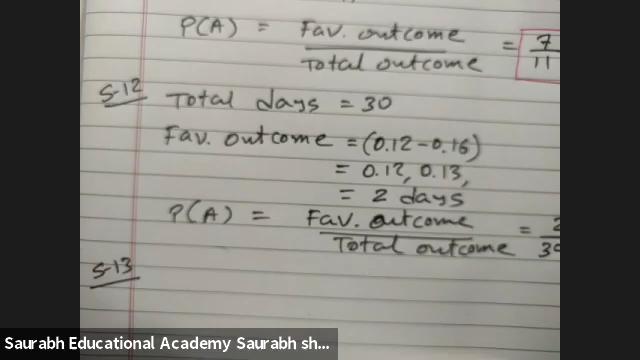 P(A) = Fav. outcome / Total outcome = 7/11
S-12 Total days = 30
Fav. outcome = (0.12-0.16)
= 0.12, 0.13,
= 2 days
P(A) = Fav. outcome / Total outcome = 2/30
S-13
Saurabh Educational Academy Saurabh sh...